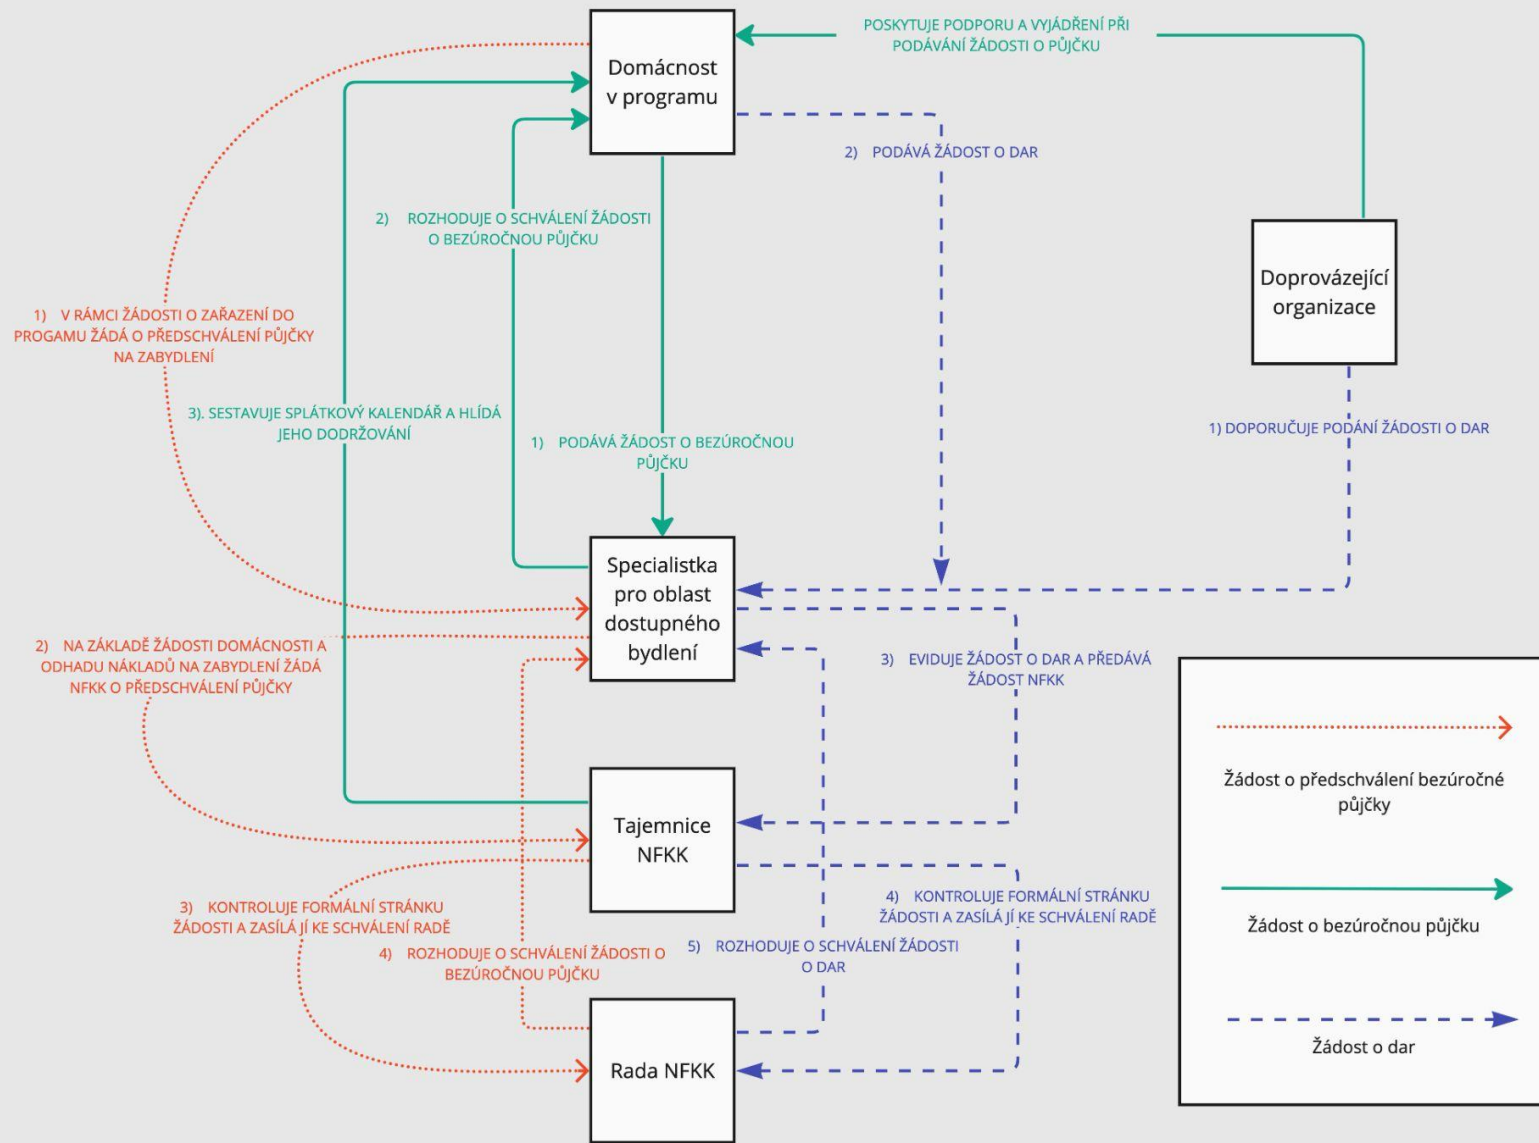 POSKYTUJE PODPORU A VYJÁDŘENÍ PŘI
PODÁVÁNÍ ŽÁDOSTI O PŮJČKU
Domácnost
v programu
2) PODÁVÁ ŽÁDOST O DAR
2) ROZHODUJE O SCHVÁLENÍ ŽÁDOSTI
O BEZÚROČNOU PŮJČKU
Doprovázející
organizace
1) V RÁMCI ŽÁDOSTI O ZAŘAZENÍ DO
PROGAMU ŽÁDÁ O PŘEDSCHVÁLENÍ PŮJČKY
NA ZABYDLENÍ
3). SESTAVUJE SPLÁTKOVÝ KALENDÁŘ A HLÍDÁ
JEHO DODRŽOVÁNÍ
1) PODÁVÁ ŽÁDOST O BEZÚROČNOU
PŮJČKU
1) DOPORUČUJE PODÁNÍ ŽÁDOSTI O DAR
Specialistka
pro oblast
dostupného
bydlení
2) NA ZÁKLADĚ ŽÁDOSTI DOMÁCNOSTI A
ODHADU NÁKLADŮ NA ZABYDLENÍ ŽÁDÁ
NFKK O PŘEDSCHVÁLENÍ PŮJČKY
3) EVIDUJE ŽÁDOST O DAR A PŘEDÁVÁ
ŽÁDOST NFKK
Tajemnice
NFKK
3) KONTROLUJE FORMÁLNÍ STRÁNKU
ŽÁDOSTI A ZASÍLÁ JÍ KE SCHVÁLENÍ RADĚ
4) KONTROLUJE FORMÁLNÍ STRÁNKU
ŽÁDOSTI A ZASÍLÁ JÍ KE SCHVÁLENÍ RADĚ
4) ROZHODUJE O SCHVÁLENÍ ŽÁDOSTI O
BEZÚROČNOU PŮJČKU
5) ROZHODUJE O SCHVÁLENÍ ŽÁDOSTI
O DAR
Rada NFKK
Žádost o předschválení bezúročné
půjčky
Žádost o bezúročnou půjčku
Žádost o dar